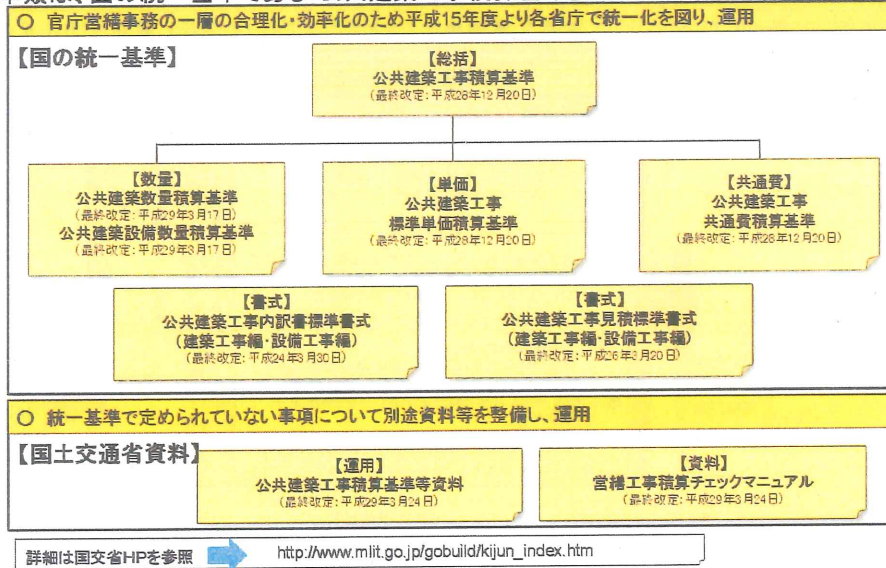 ○ 官庁営繕事務の一層の合理化・効率化のため平成15年度より各省庁で統一化を図り、運用
【国の統一基準】
【総括】
公共建築工事積算基準
(最終改定:平成28年12月20日)
【数量】
公共建築数量積算基準
(最終改定:平成29年3月17日)
公共建築設備数量積算基準
(最終改定:平成29年3月17日)
【単価】
公共建築工事
標準単価積算基準
(最終改定:平成28年12月20日)
【共通費】
公共建築工事
共通費積算基準
(最終改定:平成28年12月20日)
【書式】
公共建築工事内訳書標準書式
(建築工事編・設備工事編)
(最終改定:平成24年3月30日)
【書式】
公共建築工事見積標準書式
(建築工事編・設備工事編)
(最終改定:平成26年3月20日)
○ 統一基準で定められていない事項について別途資料等を整備し、運用
【国土交通省資料】
【運用】
公共建築工事積算基準等資料
(最終改定:平成29年3月24日)
【資料】
営繕工事積算チェックマニュアル
(最終改定:平成29年3月24日)
詳細は国交省HPを参照
http://www.mlit.go.jp/gobuild/kijun_index.htm